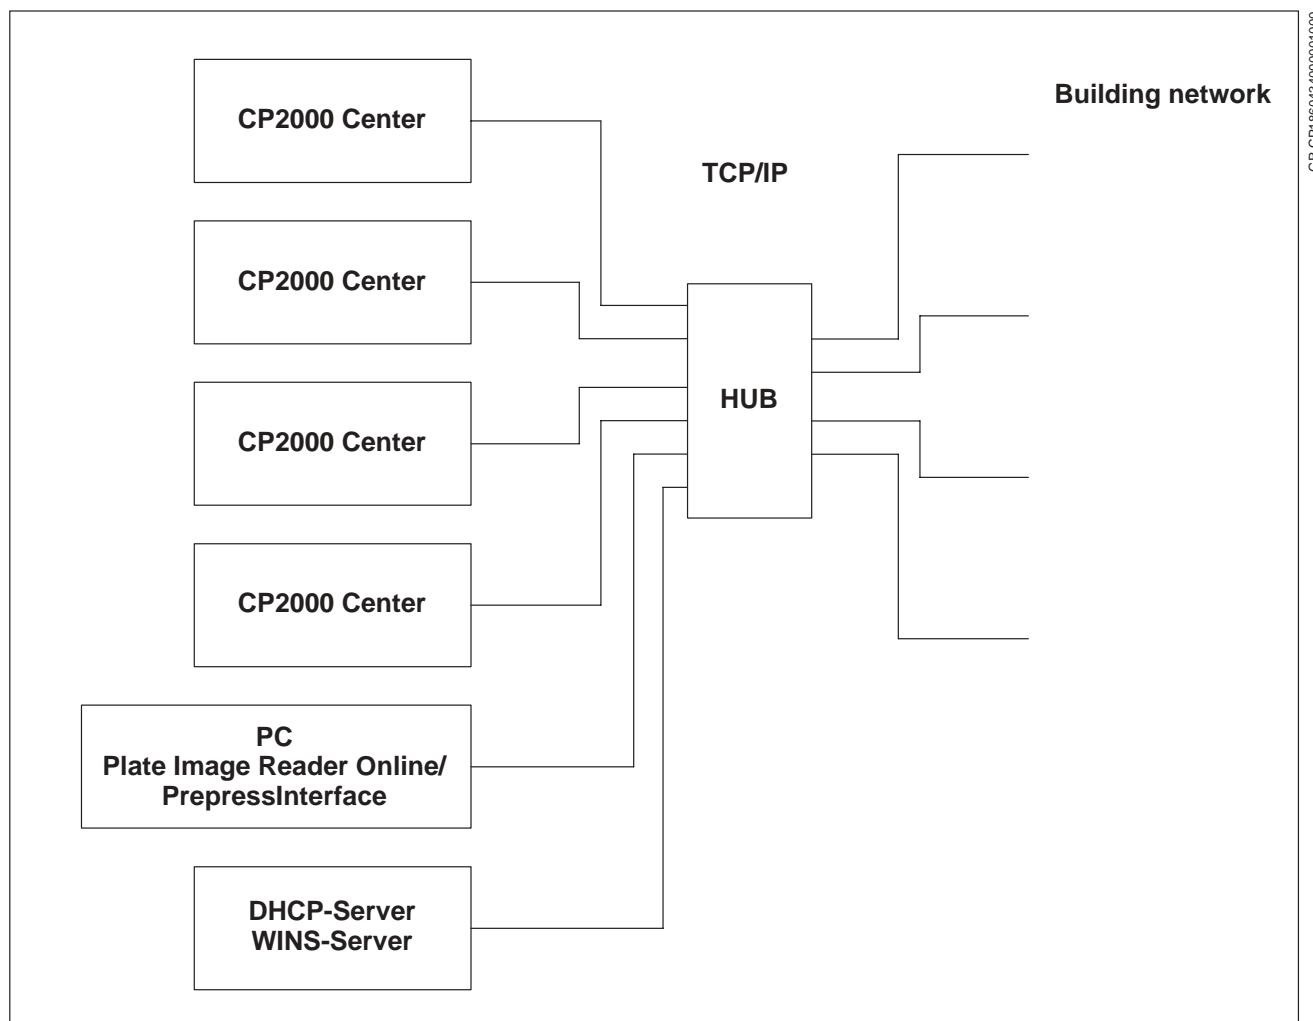 Building network
CP2000 Center
TCP/IP
CP2000 Center
HUB
CP2000 Center
CP2000 Center
PC
Plate Image Reader Online/
PrepressInterface
DHCP-Server
WINS-Server